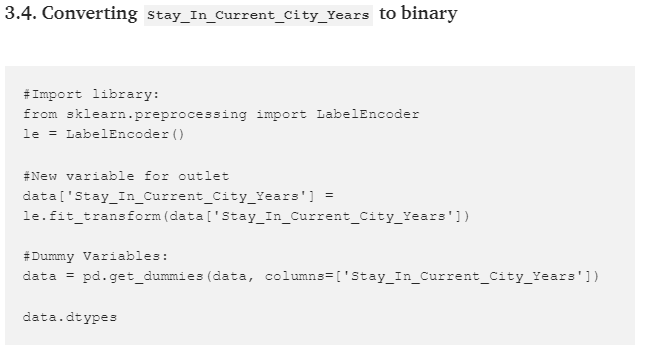 3.4. Converting Stay_In_Current_City_Years to binary
#Import library:
from sklearn.preprocessing import LabelEncoder
le = LabelEncoder()
#New variable for outlet
data['Stay_In_Current_City_Years'] =
le.fit_transform(data['Stay_In_Current_City_Years'])
#Dummy Variables:
data = pd.get_dummies(data, columns=['Stay_In_Current_City_Years'])
data.dtypes